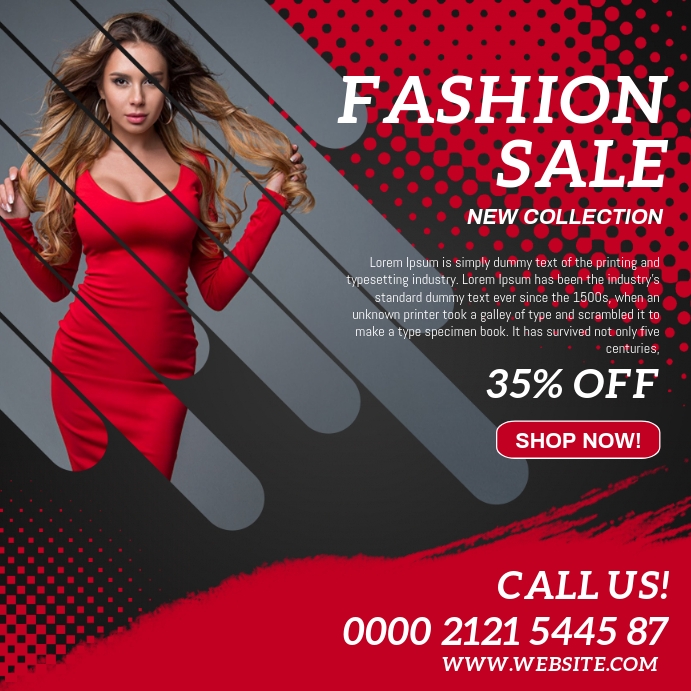 FASHION
SALE
NEW COLLECTION
Lorem Ipsum is simply dummy text of the printing and
typesetting industry. Lorem Ipsum has been the industry's
standard dummy text ever since the 1500s, when an
unknown printer took a galley of type and scrambled it to
make a type specimen book. It has survived not only five
centuries,
35% OFF
SHOP NOW!
CALL US!
0000 2121 5445 87
WWW.WEBSITE.COM